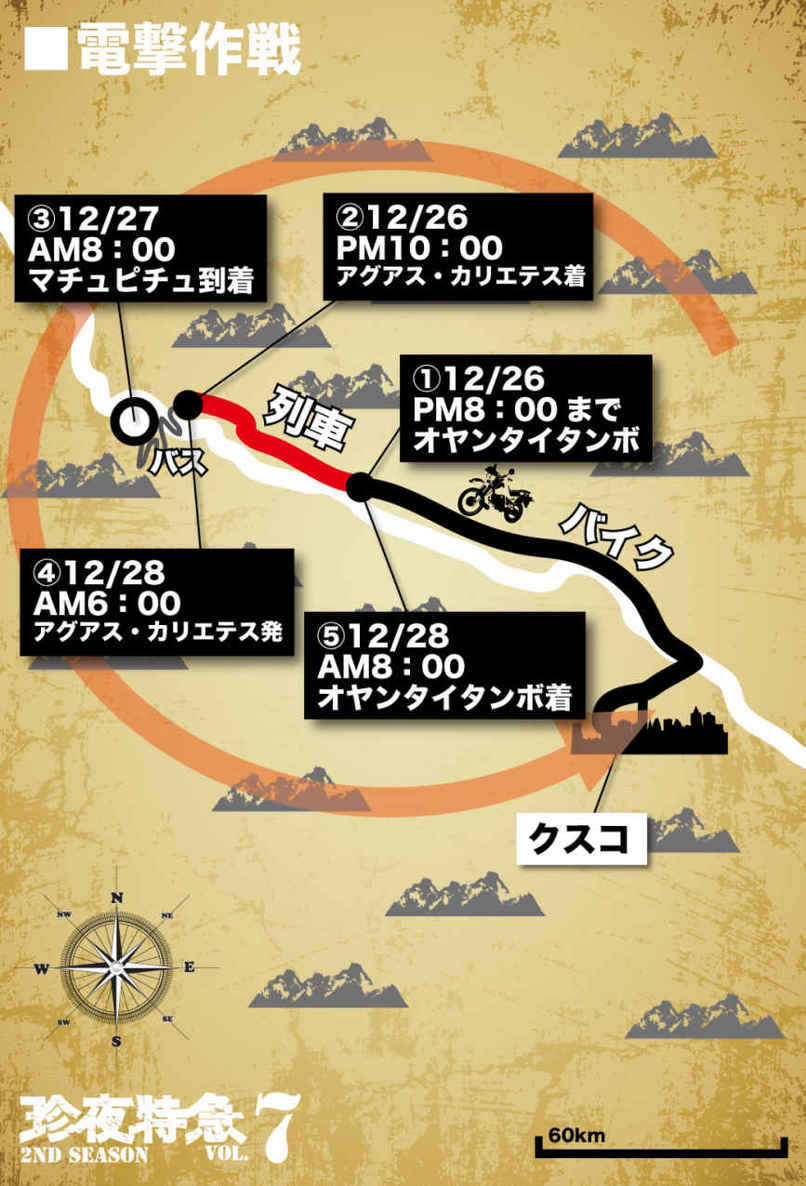 ■電撃作戦
③12/27
AM8：00
マチュピチュ到着
②12/26
PM10：00
アグアス・カリエテス着
①12/26
PM8：00 まで
オヤンタイタンボ
列車
バス
バイク
④12/28
AM6：00
アグアス・カリエテス発
⑤12/28
AM8：00
オヤンタイタンボ着
クスコ
N
NW
NE
W
E
SW
SE
S
珍夜特急7
2ND SEASON VOL.
60km